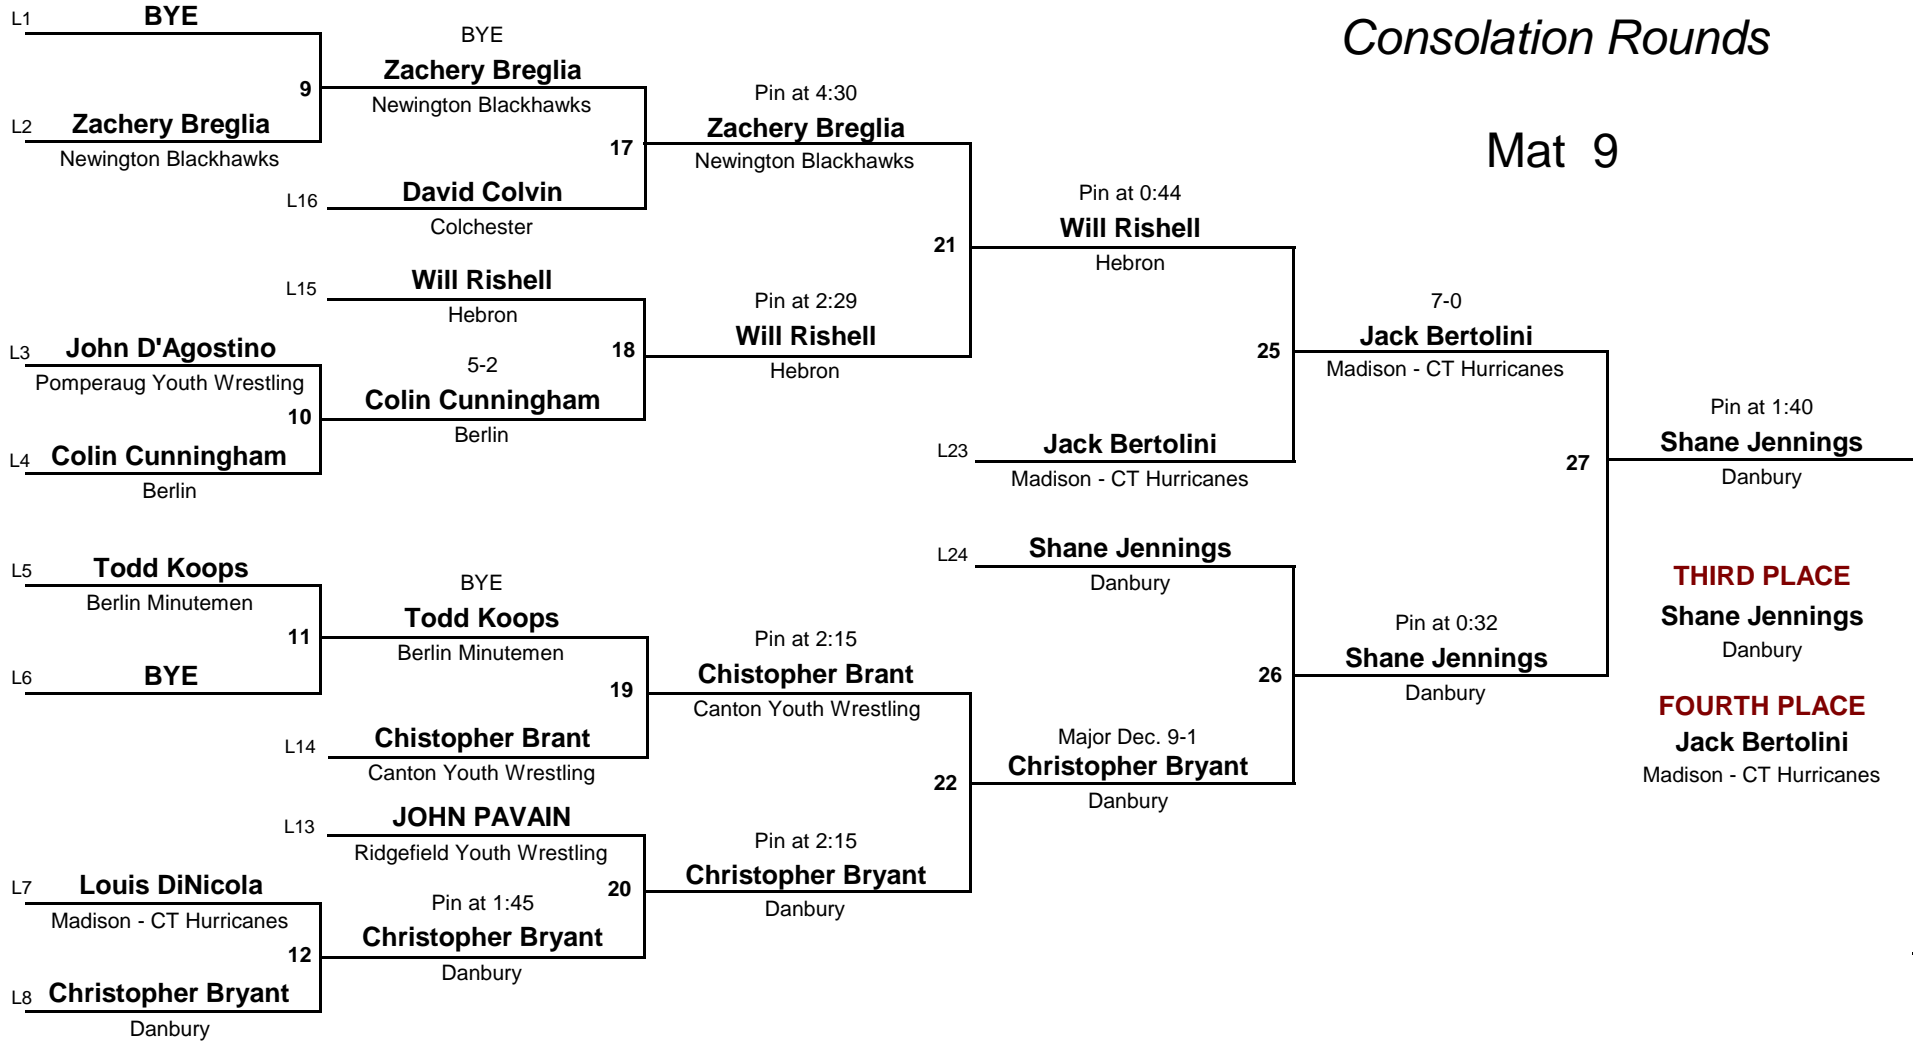 Consolation Rounds
Mat 9
L1 BYE
9
L2 Zachery Breglia
Newington Blackhawks
L3 John D'Agostino
Pomperaug Youth Wrestling
10
L4 Colin Cunningham
Berlin
L5 Todd Koops
Berlin Minutemen
11
L6 BYE
L7 Louis DiNicola
Madison - CT Hurricanes
12
L8 Christopher Bryant
Danbury
BYE
Zachery Breglia
Newington Blackhawks
17
L16 David Colvin
Colchester
L15 Will Rishell
Hebron
18
5-2
Colin Cunningham
Berlin
BYE
Todd Koops
Berlin Minutemen
19
L14 Chistopher Brant
Canton Youth Wrestling
L13 JOHN PAVAIN
Ridgefield Youth Wrestling
20
Pin at 1:45
Christopher Bryant
Danbury
Pin at 4:30
Zachery Breglia
Newington Blackhawks
21
Pin at 2:29
Will Rishell
Hebron
Pin at 2:15
Chistopher Brant
Canton Youth Wrestling
22
Pin at 2:15
Christopher Bryant
Danbury
Pin at 0:44
Will Rishell
Hebron
25
L23 Jack Bertolini
Madison - CT Hurricanes
L24 Shane Jennings
Danbury
26
Major Dec. 9-1
Christopher Bryant
Danbury
7-0
Jack Bertolini
Madison - CT Hurricanes
27
Pin at 0:32
Shane Jennings
Danbury
Pin at 1:40
Shane Jennings
Danbury
THIRD PLACE
Shane Jennings
Danbury
FOURTH PLACE
Jack Bertolini
Madison - CT Hurricanes